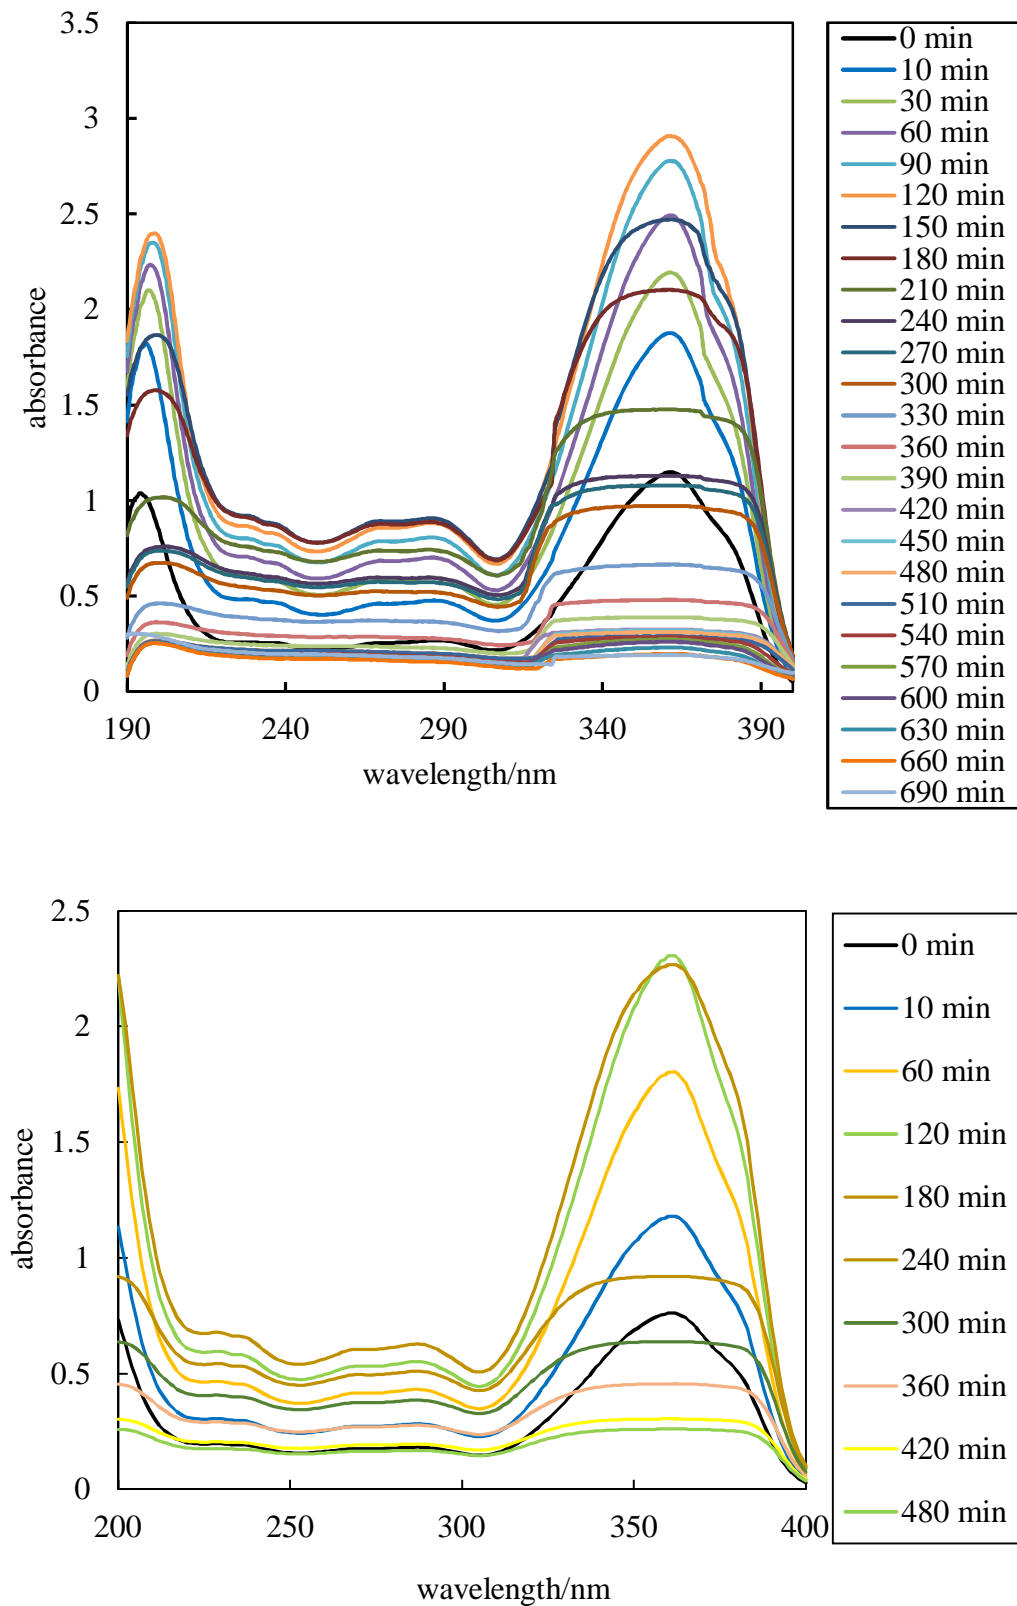 3.5
3
2.5
2
1.5
1
0.5
0
absorbance
190
240
290
340
390
wavelength/nm
0 min
10 min
30 min
60 min
90 min
120 min
150 min
180 min
210 min
240 min
270 min
300 min
330 min
360 min
390 min
420 min
450 min
480 min
510 min
540 min
570 min
600 min
630 min
660 min
690 min
2.5
2
1.5
1
0.5
0
absorbance
200
250
300
350
400
wavelength/nm
0 min
10 min
60 min
120 min
180 min
240 min
300 min
360 min
420 min
480 min